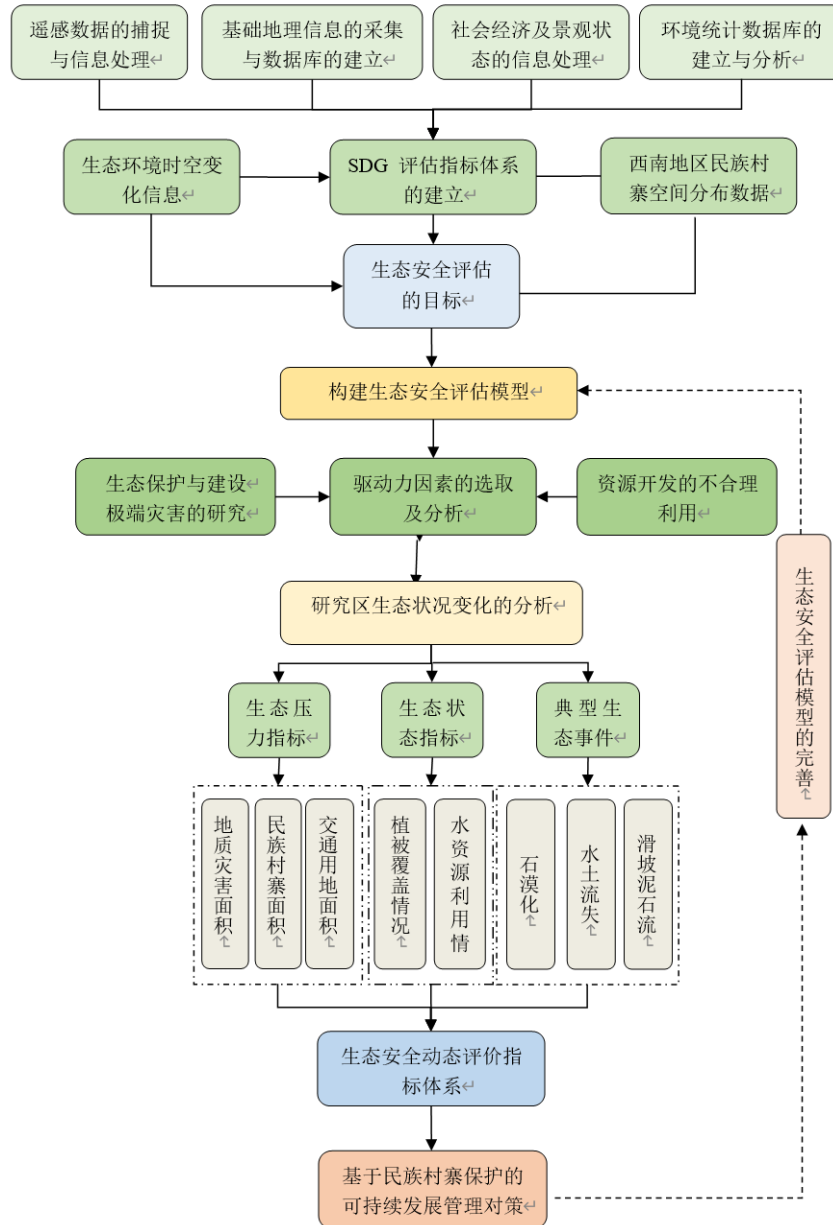 遥感数据的捕捉
与信息处理↵
基础地理信息的采集
与数据库的建立↵
社会经济及景观状
态的信息处理↵
环境统计数据库的
建立与分析↵
生态环境时空变
化信息↵
SDG 评估指标体系
的建立↵
西南地区民族村
寨空间分布数据↵
生态安全评估
的目标↵
构建生态安全评估模型↵
生态保护与建设↵
极端灾害的研究↵
驱动力因素的选取
及分析↵
资源开发的不合理
利用↵
研究区生态状况变化的分析↵
生态压
力指标↵
生态状
态指标↵
典型生
态事件↵
地质灾害面积↵
民族村寨面积↵
交通用地面积↵
植被覆盖情况↵
水资源利用情
石漠化↵
水土流失↵
滑坡泥石流↵
生态安全评估模型的完善↵
生态安全动态评价指
标体系↵
基于民族村寨保护的
可持续发展管理对策↵